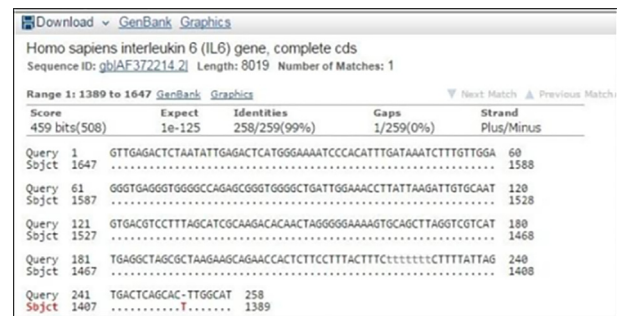 Download GenBank Graphics
Homo sapiens interleukin 6 (IL6) gene, complete cds
Sequence ID: gb|AF372214.2| Length: 8019 Number of Matches: 1
Range 1: 1389 to 1647 GenBank Graphics Next Match Previous Match
Score Expect Identities Gaps Strand
459 bits(508) 1e-125 258/259(99%) 1/259(0%) Plus/Minus
Query 1 GTTGAGACTCTAATATTGAGACTCATGGGAAAATCCCACATTTGATAAATCTTTGTTGGA 60
Sbjct 1647 ............................................................ 1588
Query 61 GGGTGAGGGTGGGGCCAGAGCGGGTGGGGCTGATTGGAAACCTTATTAAGATTGTGCAAT 120
Sbjct 1587 ............................................................ 1528
Query 121 GTGACGTCCTTTAGCATCGCAAGACACAACTAGGGGGAAAAGTGCAGCTTAGGTCGTCAT 180
Sbjct 1527 ............................................................ 1468
Query 181 TGAGGCTAGCGCTAAGAAGCAGAACCACTCTTCCTTTACTTTCttttttttCTTTTATTAG 240
Sbjct 1467 ............................................................ 1408
Query 241 TGACTCAGCAC-TTGGCAT 258
Sbjct 1407 ...........T....... 1389